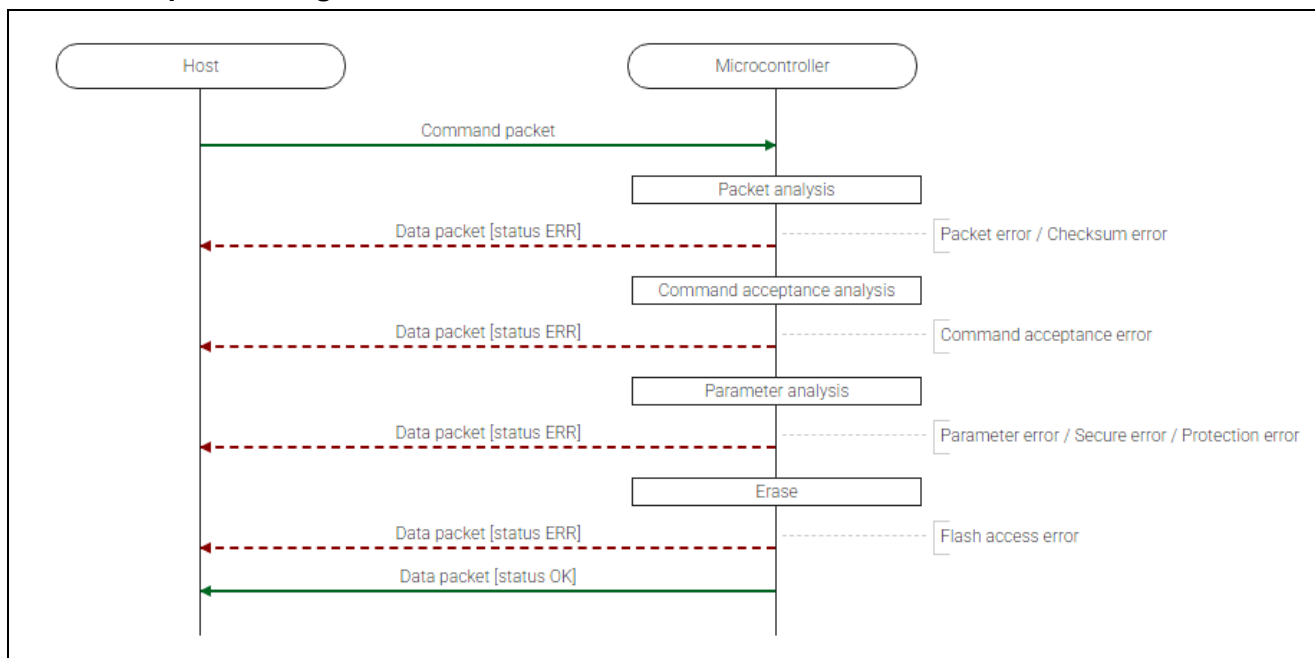 Host
Microcontroller
Command packet
Packet analysis
Data packet [status ERR]
Packet error / Checksum error
Command acceptance analysis
Data packet [status ERR]
Command acceptance error
Parameter analysis
Data packet [status ERR]
Parameter error / Secure error / Protection error
Erase
Data packet [status ERR]
Flash access error
Data packet [status OK]